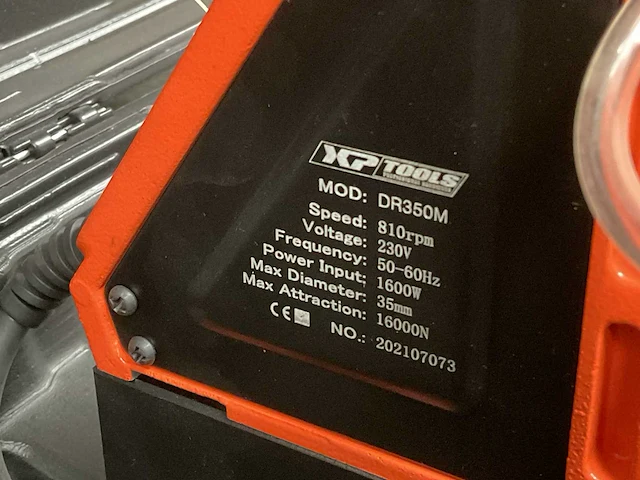 XP TOOLS
MOD: DR350M
Speed: 810rpm
Voltage: 230V
Frequency: 50-60Hz
Power Input: 1600W
Max Diameter: 35mm
Max Attraction: 16000N
CE
NO.: 202107073